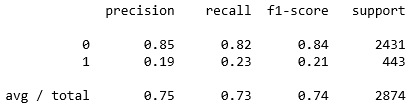 precision recall f1-score support
0 0.85 0.82 0.84 2431
1 0.19 0.23 0.21 443
avg / total 0.75 0.73 0.74 2874